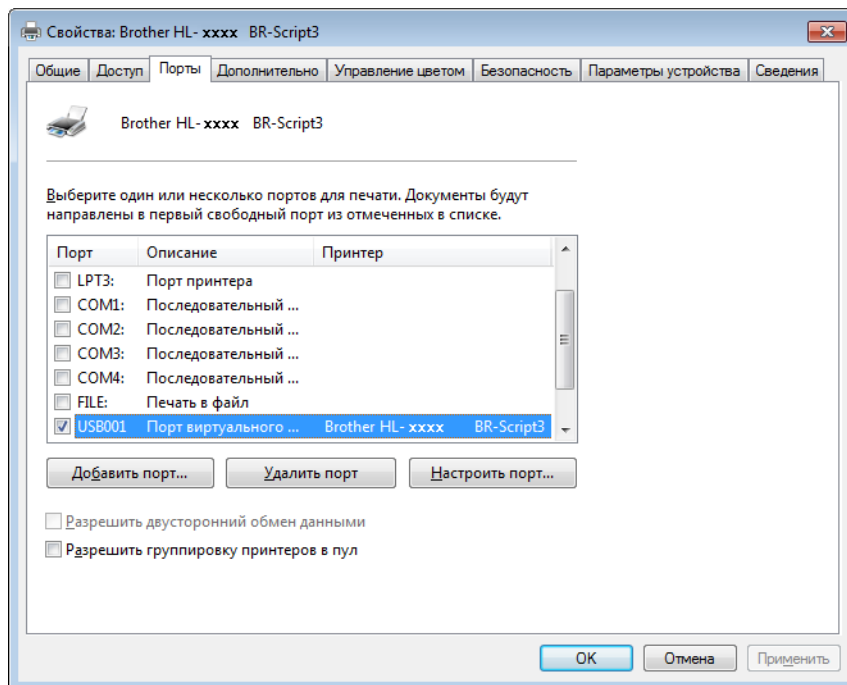 Свойства: Brother HL- xxxx BR-Script3
Общие Доступ Порты Дополнительно Управление цветом Безопасность Параметры устройства Сведения
Brother HL- xxxx BR-Script3
Выберите один или несколько портов для печати. Документы будут
направлены в первый свободный порт из отмеченных в списке.
Порт Описание Принтер
LPT3: Порт принтера
COM1: Последовательный ...
COM2: Последовательный ...
COM3: Последовательный ...
COM4: Последовательный ...
FILE: Печать в файл
USB001 Порт виртуального ... Brother HL- xxxx BR-Script3
Добавить порт... Удалить порт Настроить порт...
Разрешить двусторонний обмен данными
Разрешить группировку принтеров в пул
OK Отмена Применить